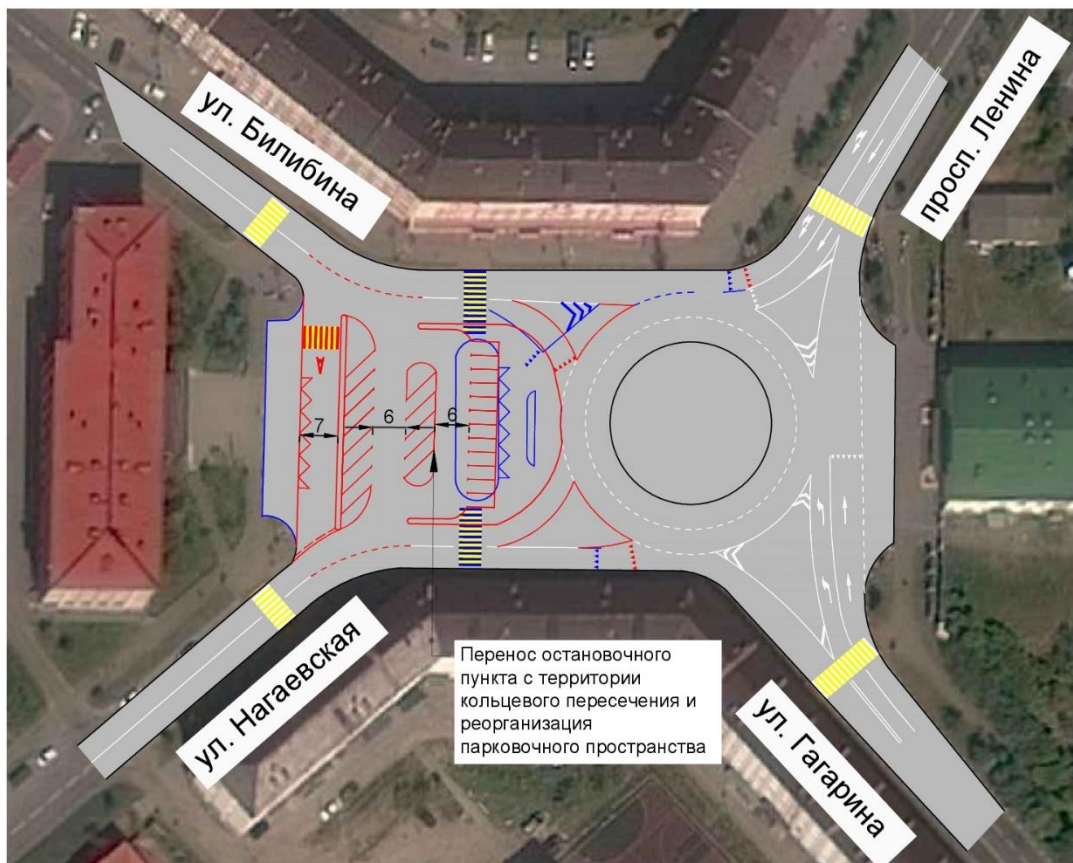 просп. Ленина
ул. Билибина
А
7
6
6
ул. Нагаевская
Перенос остановочного
пункта с территории
кольцевого пересечения и
реорганизация
парковочного пространства
ул. Гагарина